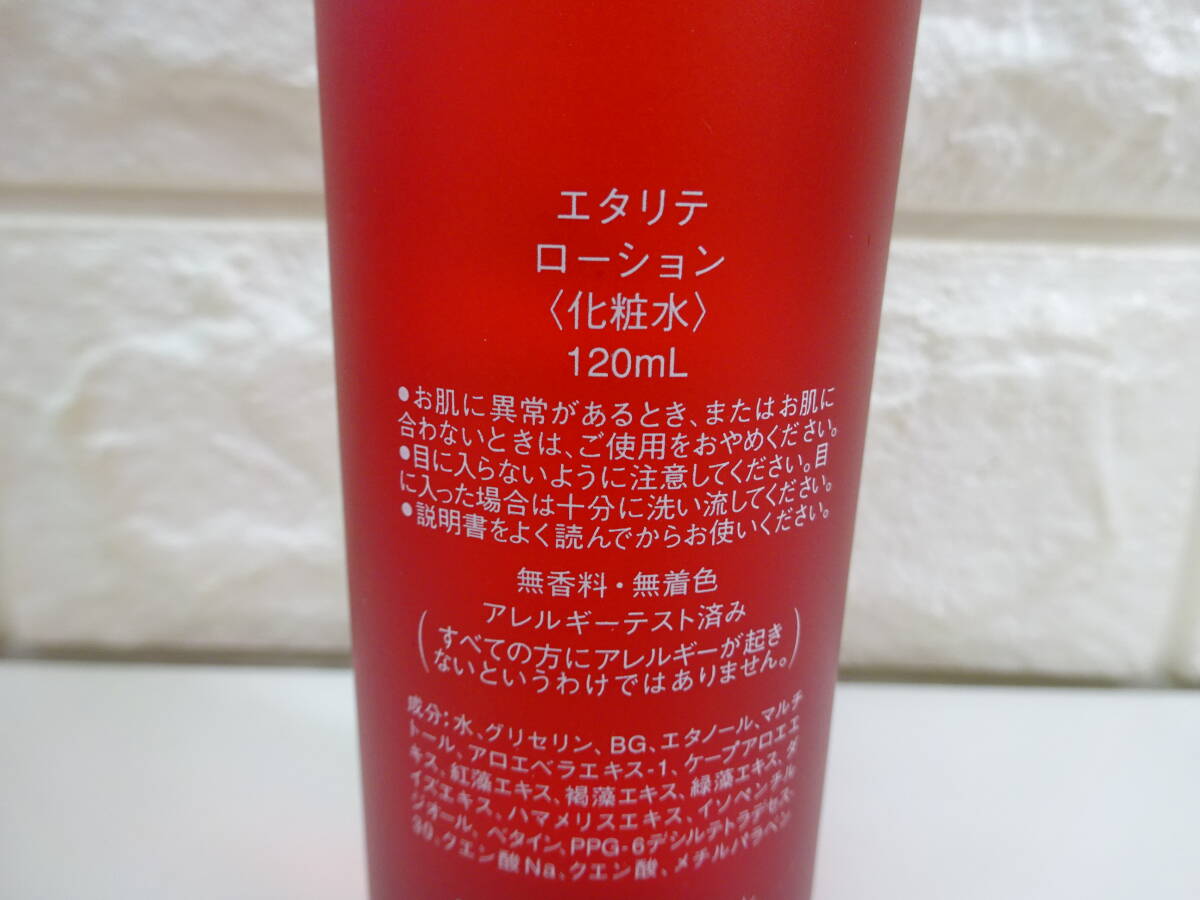 エタリテ
ローション
〈化粧水〉
120mL
●お肌に異常があるとき、またはお肌に
合わないときは、ご使用をおやめください。
●目に入らないように注意してください。目
に入った場合は十分に洗い流してください。
●説明書をよく読んでからお使いください。
無香料・無着色
アレルギーテスト済み
(すべての方にアレルギーが起き
ないというわけではありません。)
成分：水、グリセリン、BG、エタノール、マルチ
トール、アロエベラエキス-1、ケープアロエエ
キス、紅藻エキス、褐藻エキス、緑藻エキス、ダ
イズエキス、ハマメリスエキス、イソペンチル
ジオール、ベタイン、PPG-6デシルテトラデセス-
30、クエン酸Na、クエン酸、メチルパラベン